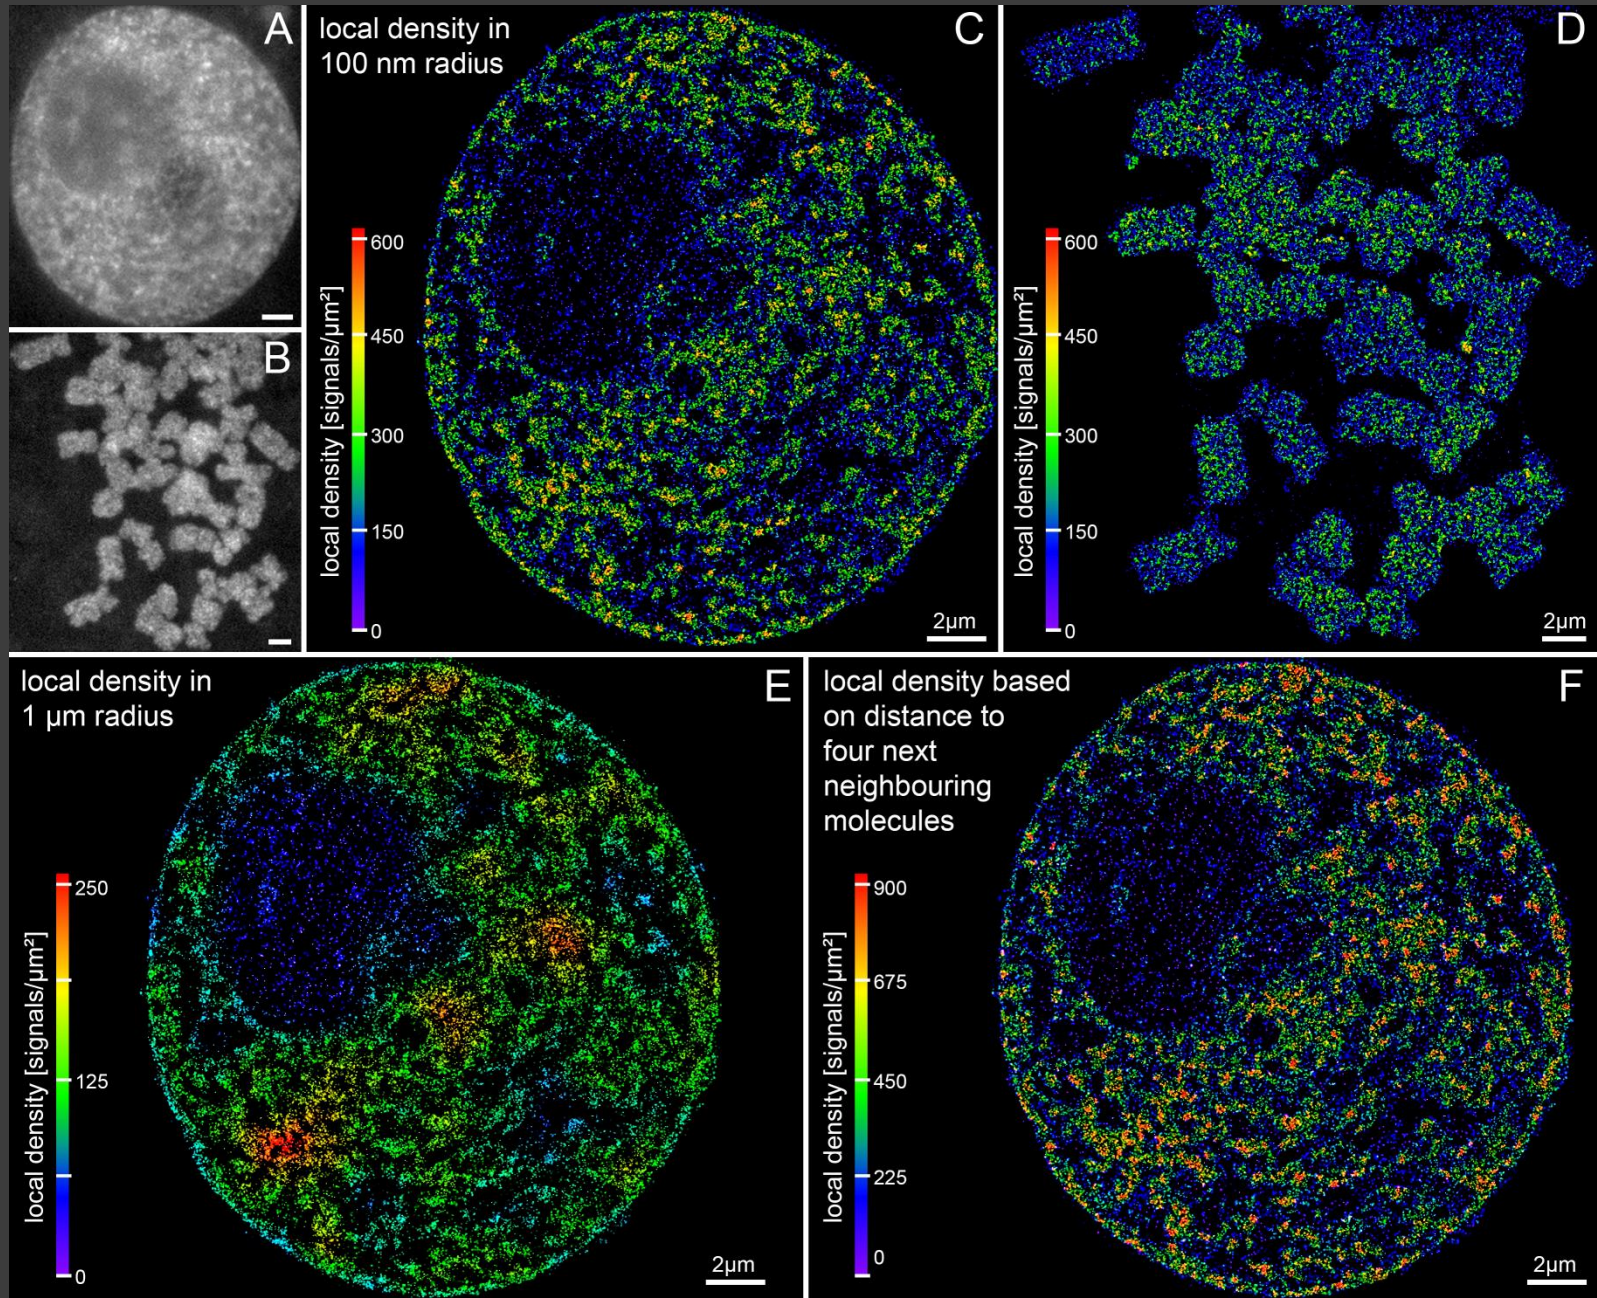 A
B
local density in
100 nm radius
C
600
450
300
150
0
local density [signals/µm²]
2µm
D
600
450
300
150
0
local density [signals/µm²]
2µm
local density in
1 µm radius
E
250
125
0
local density [signals/µm²]
2µm
local density based
on distance to
four next
neighbouring
molecules
F
900
675
450
225
0
local density [signals/µm²]
2µm